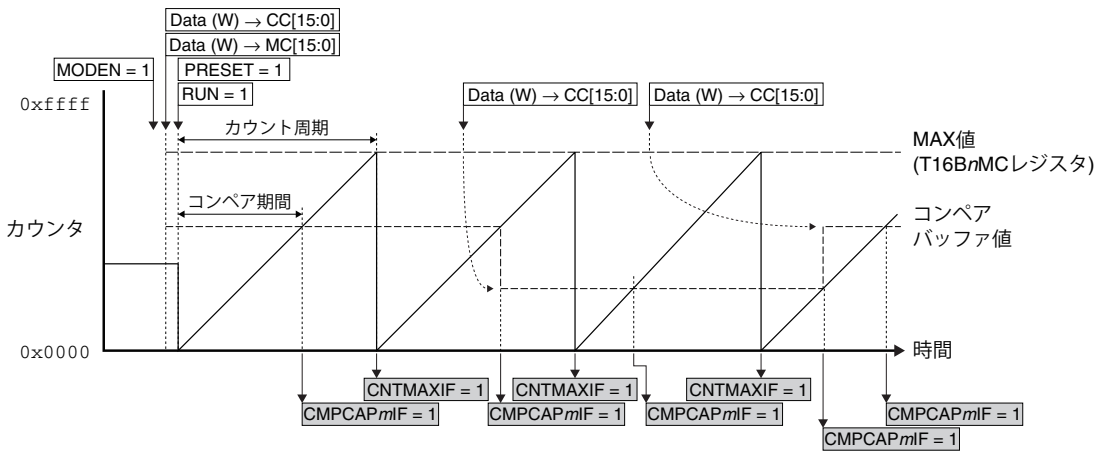 Data (W) → CC[15:0]
Data (W) → MC[15:0]
MODEN = 1
PRESET = 1
RUN = 1
Data (W) → CC[15:0]
Data (W) → CC[15:0]
0xffff
カウント周期
MAX値
(T16BnMCレジスタ)
コンペア期間
カウンタ
コンペア
バッファ値
0x0000
時間
CNTMAXIF = 1
CNTMAXIF = 1
CNTMAXIF = 1
CMPCAPmIF = 1
CMPCAPmIF = 1
CMPCAPmIF = 1
CMPCAPmIF = 1
CMPCAPmIF = 1